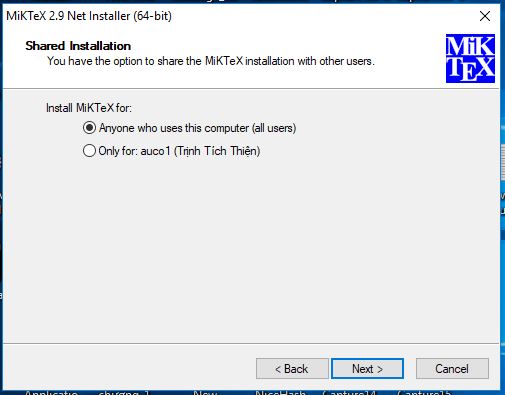 MiKTeX 2.9 Net Installer (64-bit)
Shared Installation
You have the option to share the MiKTeX installation with other users.
MiK
TEX
Install MiKTeX for:
Anyone who uses this computer (all users)
Only for: auco1 (Trịnh Tích Thiện)
< Back
Next >
Cancel
Applicatio chương 1 New NiceHash Capture14 Capture15